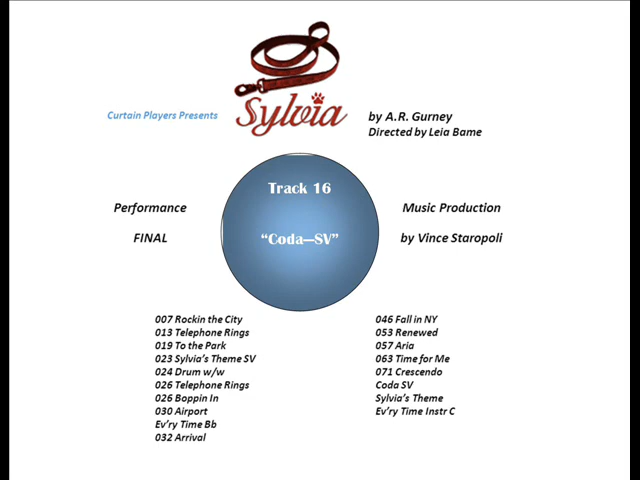 Sylvia
Curtain Players Presents
by A.R. Gurney
Directed by Leia Bame
Track 16
Performance
Music Production
FINAL
“Coda—SV”
by Vince Staropoli
007 Rockin the City
013 Telephone Rings
019 To the Park
023 Sylvia’s Theme SV
024 Drum w/w
026 Telephone Rings
026 Boppin In
030 Airport
Ev’ry Time Bb
032 Arrival
046 Fall in NY
053 Renewed
057 Aria
063 Time for Me
071 Crescendo
Coda SV
Sylvia’s Theme
Ev’ry Time Instr C